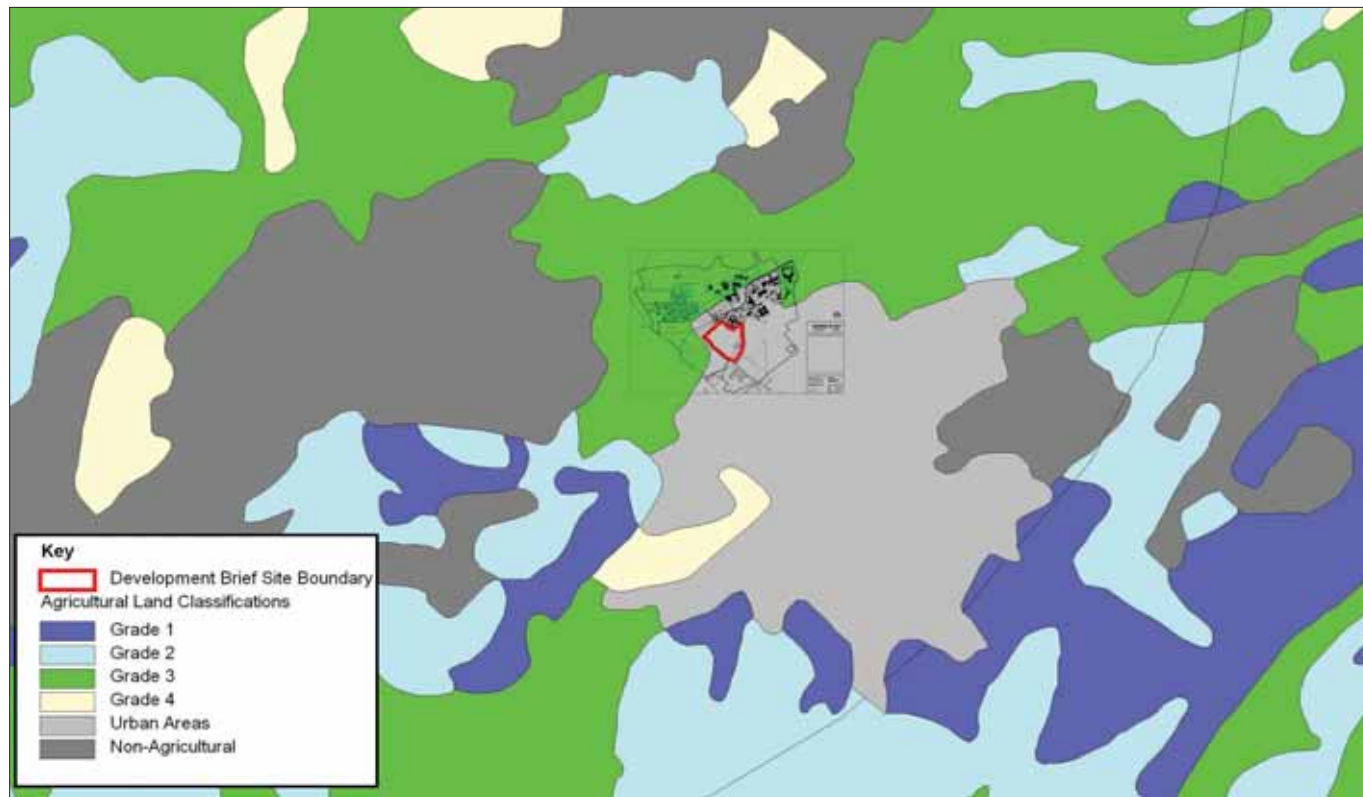 Key
Development Brief Site Boundary
Agricultural Land Classifications
Grade 1
Grade 2
Grade 3
Grade 4
Urban Areas
Non-Agricultural